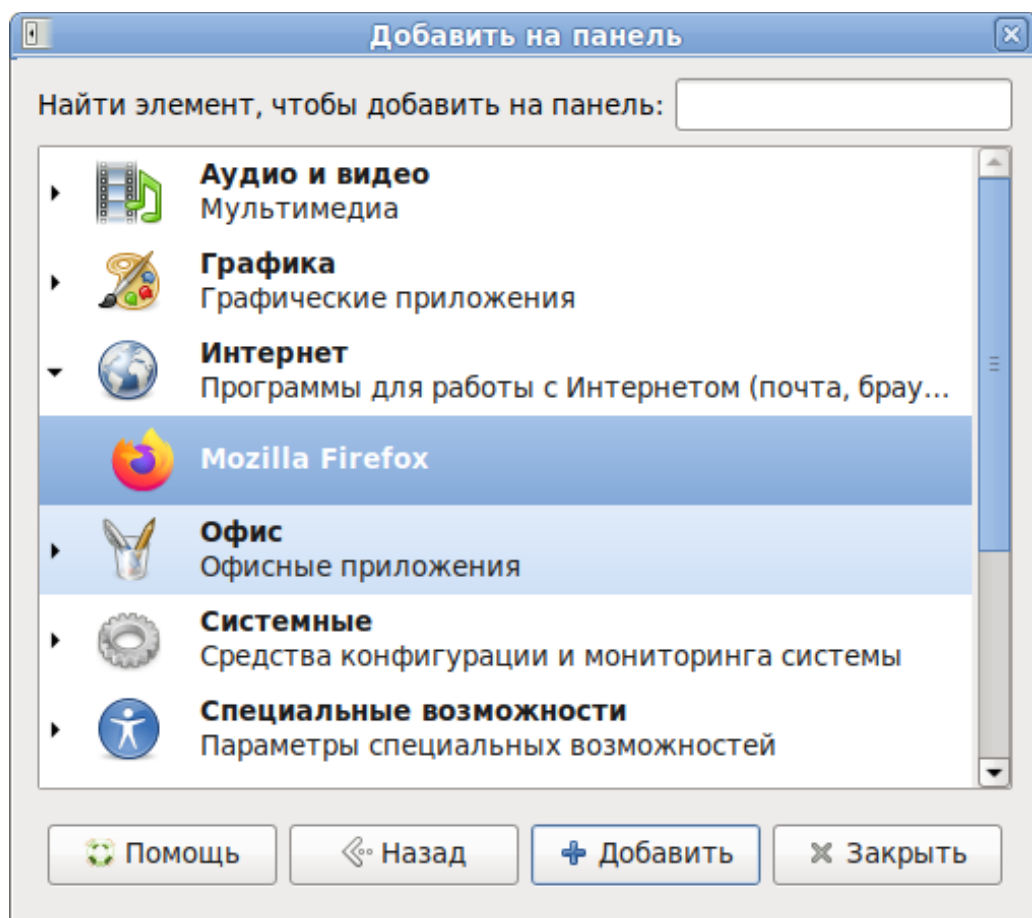 Добавить на панель
Найти элемент, чтобы добавить на панель:
Аудио и видео
Мультимедиа
Графика
Графические приложения
Интернет
Программы для работы с Интернетом (почта, брау...
Mozilla Firefox
Офис
Офисные приложения
Системные
Средства конфигурации и мониторинга системы
Специальные возможности
Параметры специальных возможностей
Помощь Назад Добавить Закрыть